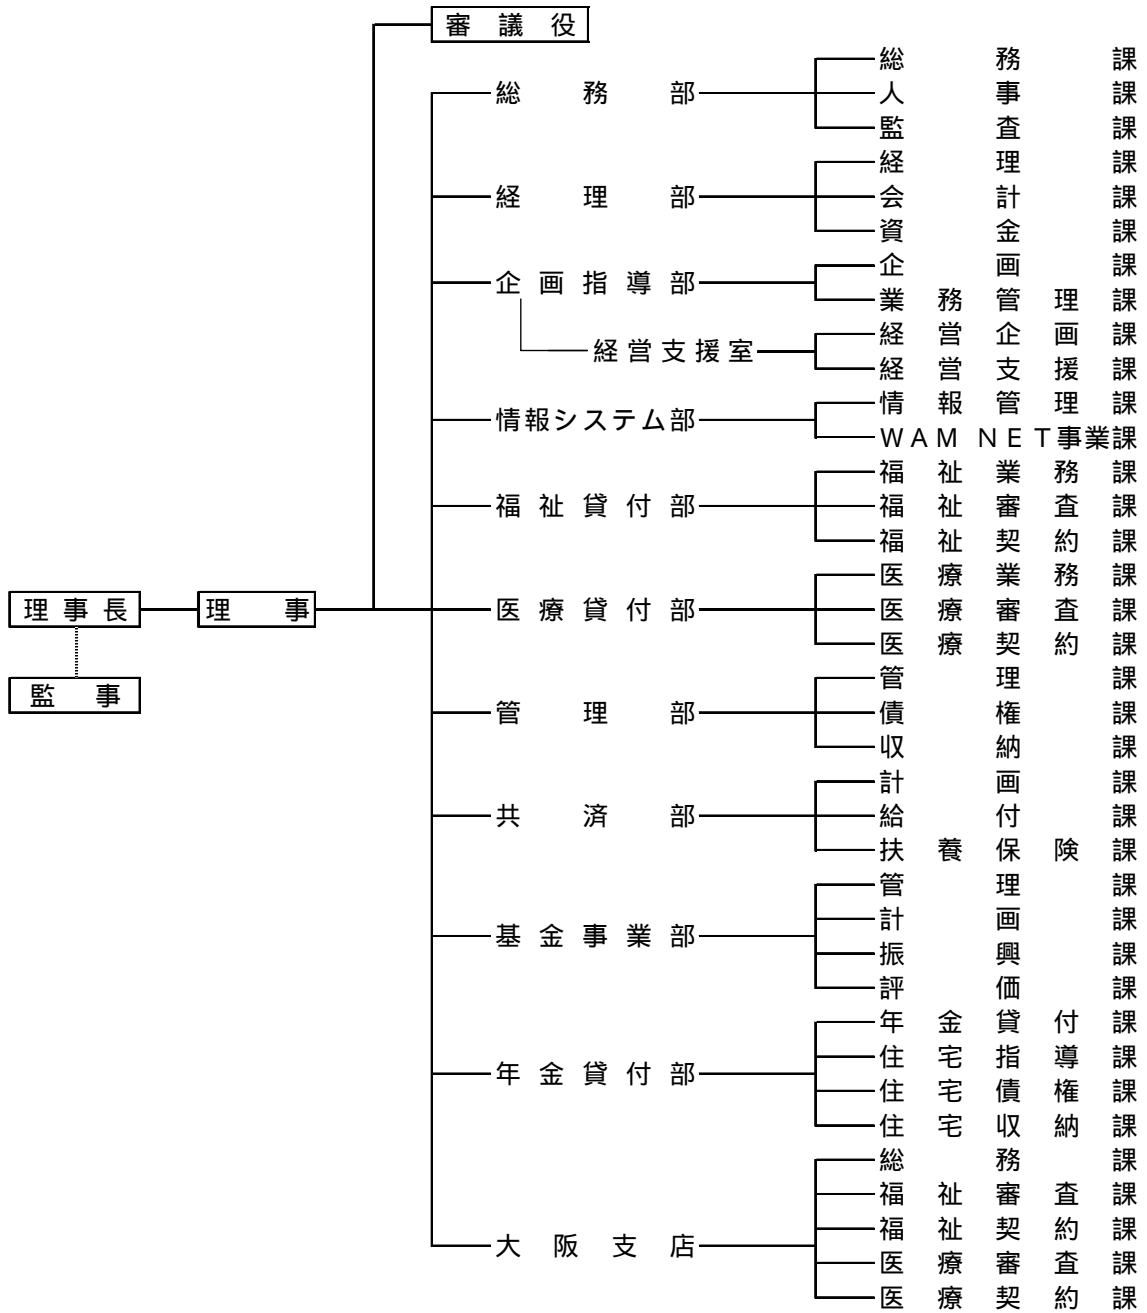 審議役
総務部
総務課
人事課
監査課
経理部
経理課
会計課
資金課
企画指導部
企画課
業務管理課
経営支援室
経営企画課
経営支援課
情報システム部
情報管理課
WAM NET事業課
福祉貸付部
福祉業務課
福祉審査課
福祉契約課
理事長
理事
監事
医療貸付部
医療業務課
医療審査課
医療契約課
管理部
管理課
債権課
収納課
共済部
計画課
給付課
扶養保険課
基金事業部
管理課
計画課
振興課
評価課
年金貸付部
年金貸付課
住宅指導課
住宅債権課
住宅収納課
大阪支店
総務課
福祉審査課
福祉契約課
医療審査課
医療契約課